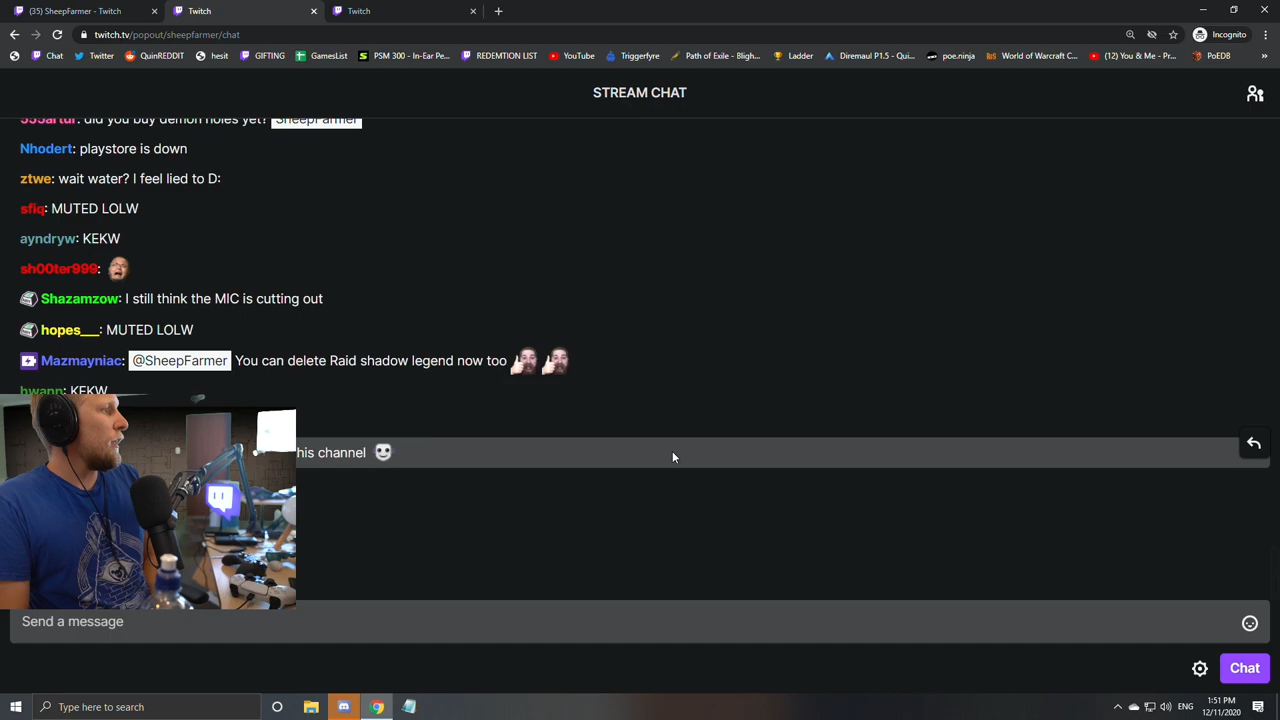 (35) SheepFarmer - Twitch
Twitch
Twitch
twitch.tv/popout/sheepfarmer/chat
Incognito
Chat
Twitter
QuinREDDIT
hesit
GIFTING
GamesList
PSM 300 - In-Ear Pe...
REDEMTION LIST
YouTube
Triggerfyre
Path of Exile - Bligh...
Ladder
Diremaul P1.5 - Qui...
poe.ninja
World of Warcraft C...
(12) You & Me - Pr...
PoEDB
STREAM CHAT
555artur: did you buy demon holes yet? SheepFarmer
Nhodert: playstore is down
ztwe: wait water? I feel lied to D:
sfiq: MUTED LOLW
ayndryw: KEKW
sh00ter999:
Shazamzow: I still think the MIC is cutting out
hopes___: MUTED LOLW
Mazmayniac: @SheepFarmer You can delete Raid shadow legend now too
hwann: KEKW
his channel
Send a message
Chat
Type here to search
ENG
1:51 PM
12/11/2020